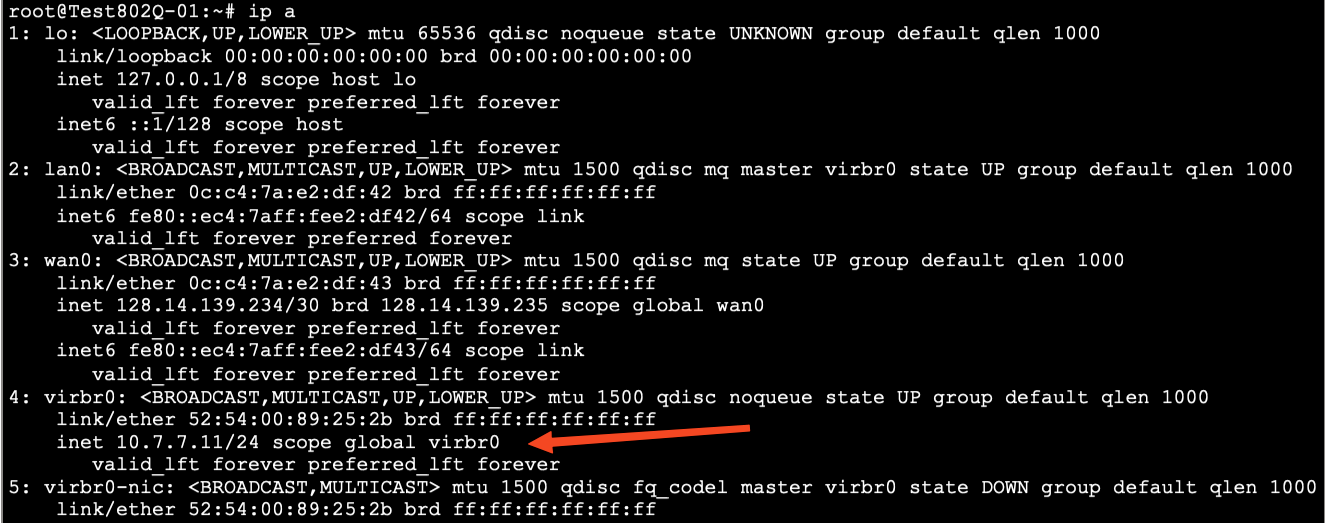 root@Test802Q-01:~# ip a
1: lo: <LOOPBACK,UP,LOWER_UP> mtu 65536 qdisc noqueue state UNKNOWN group default qlen 1000
    link/loopback 00:00:00:00:00:00 brd 00:00:00:00:00:00
    inet 127.0.0.1/8 scope host lo
       valid_lft forever preferred_lft forever
    inet6 ::1/128 scope host
       valid_lft forever preferred_lft forever
2: lan0: <BROADCAST,MULTICAST,UP,LOWER_UP> mtu 1500 qdisc mq master virbr0 state UP group default qlen 1000
    link/ether 0c:c4:7a:e2:df:42 brd ff:ff:ff:ff:ff:ff
    inet6 fe80::ec4:7aff:fee2:df42/64 scope link
       valid_lft forever preferred forever
3: wan0: <BROADCAST,MULTICAST,UP,LOWER_UP> mtu 1500 qdisc mq state UP group default qlen 1000
    link/ether 0c:c4:7a:e2:df:43 brd ff:ff:ff:ff:ff:ff
    inet 128.14.139.234/30 brd 128.14.139.235 scope global wan0
       valid_lft forever preferred_lft forever
    inet6 fe80::ec4:7aff:fee2:df43/64 scope link
       valid_lft forever preferred_lft forever
4: virbr0: <BROADCAST,MULTICAST,UP,LOWER_UP> mtu 1500 qdisc noqueue state UP group default qlen 1000
    link/ether 52:54:00:89:25:2b brd ff:ff:ff:ff:ff:ff
    inet 10.7.7.11/24 scope global virbr0
       valid_lft forever preferred_lft forever
5: virbr0-nic: <BROADCAST,MULTICAST> mtu 1500 qdisc fq_codel master virbr0 state DOWN group default qlen 1000
    link/ether 52:54:00:89:25:2b brd ff:ff:ff:ff:ff:ff